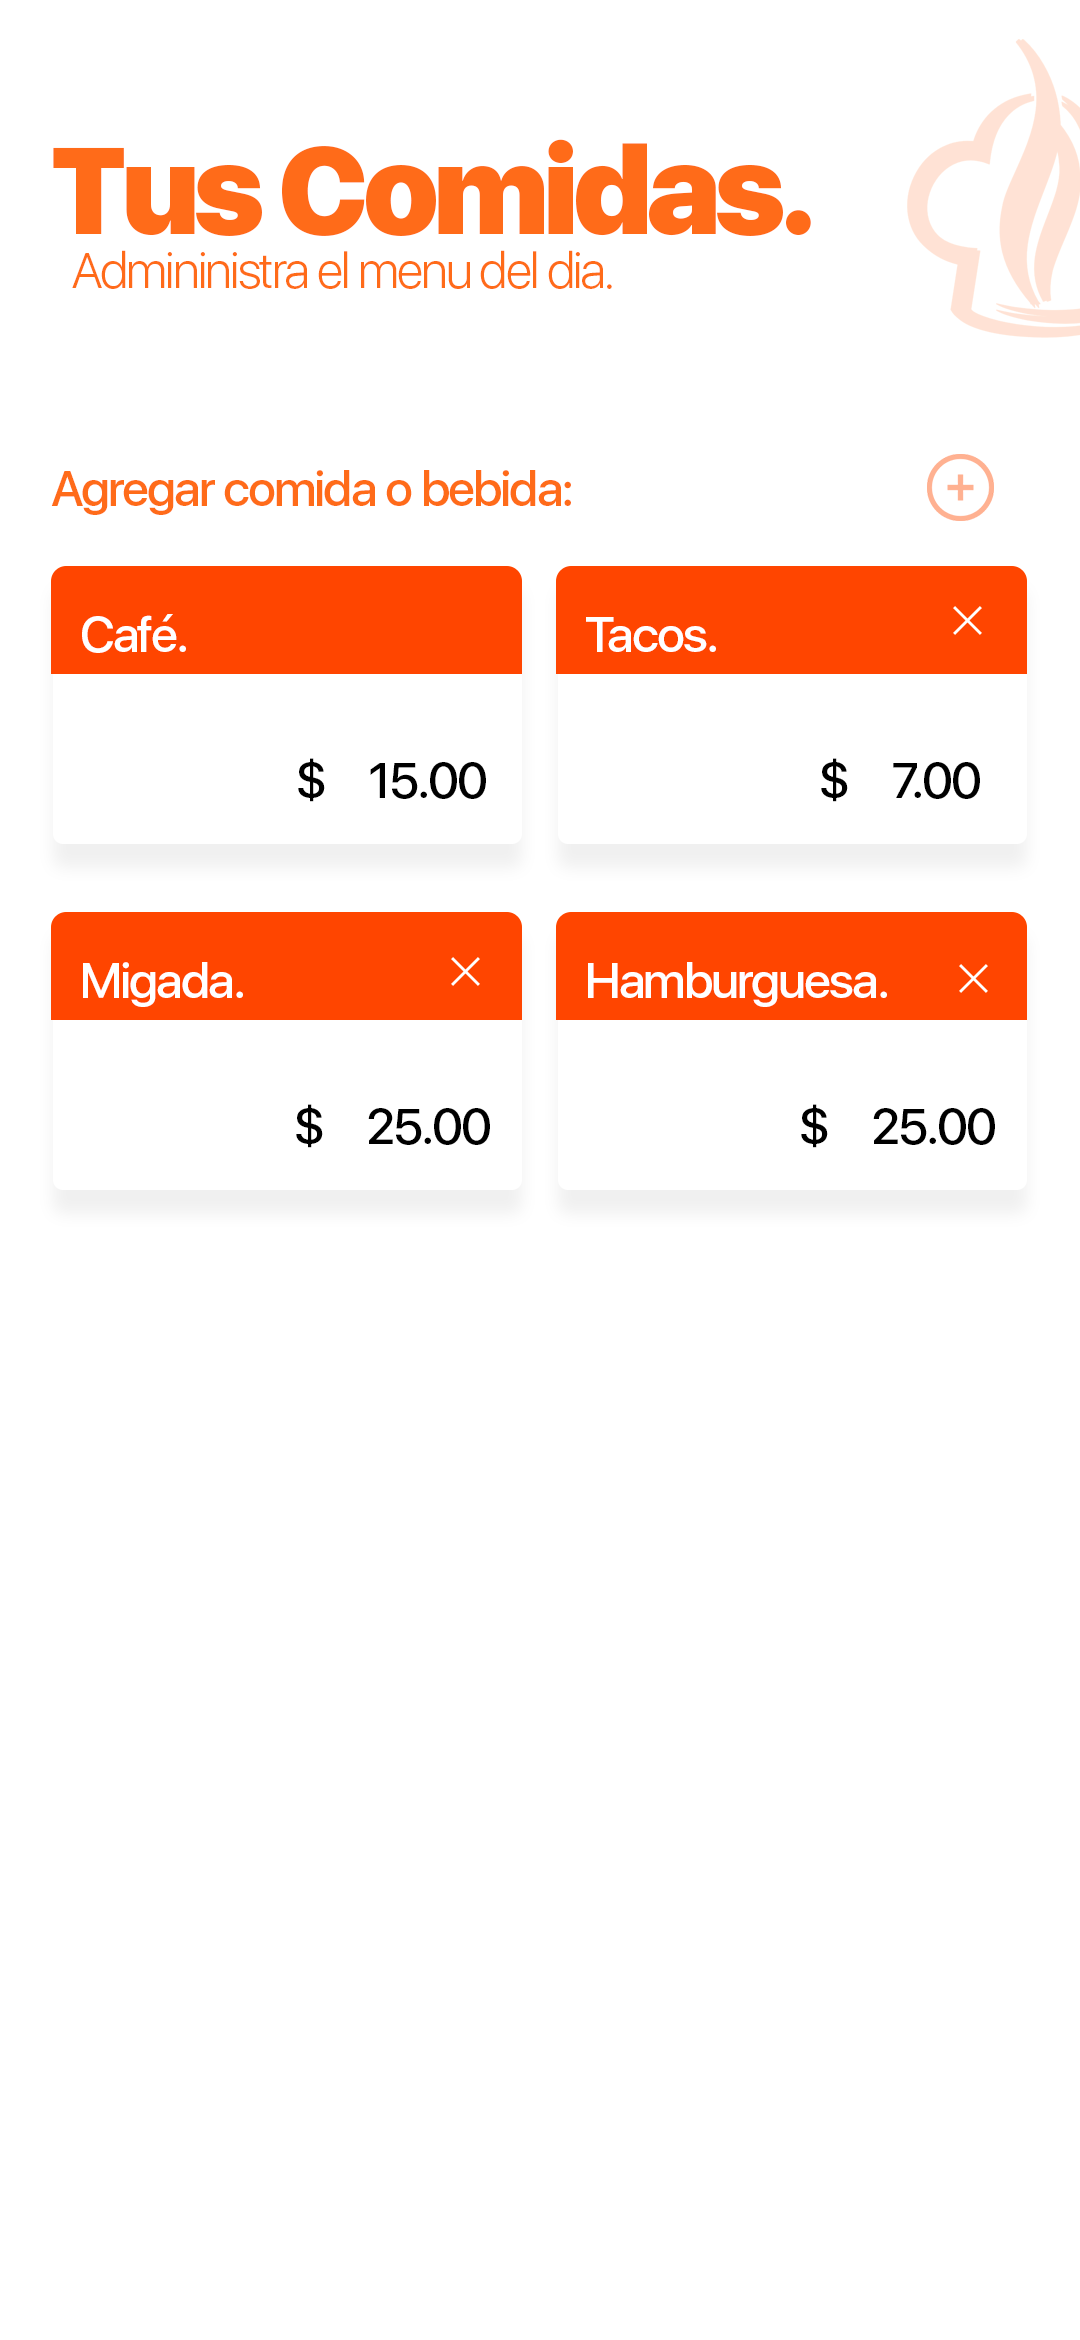 Tus Comidas.
Admininistra el menu del dia.
Agregar comida o bebida:
Café.
$ 15.00
Tacos.
$ 7.00
Migada.
$ 25.00
Hamburguesa.
$ 25.00